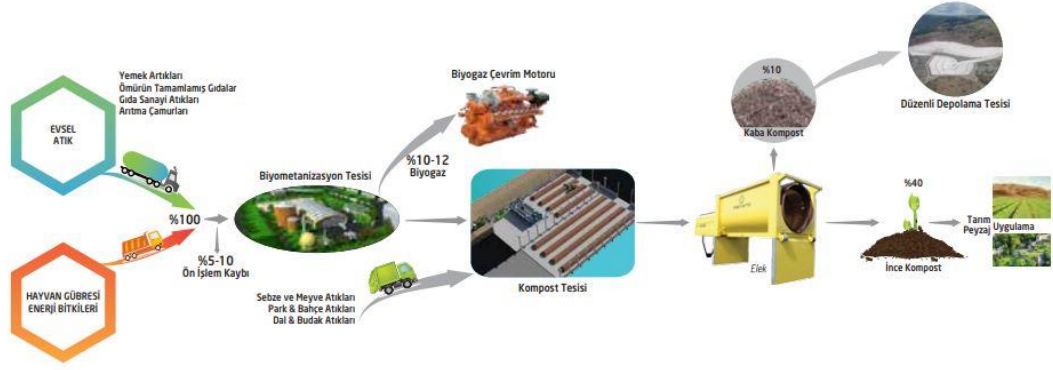 Yemek Artıkları
Ömürün Tamamlamış Gıdalar
Gıda Sanayi Atıkları
Arıtma Çamurları
EVSEL
ATIK
%100
%5-10
Ön İşlem Kaybı
HAYVAN GÜBRESİ
ENERJİ BİTKİLERİ
Biyometanizasyon Tesisi
%10-12
Biyogaz
Biyogaz Çevrim Motoru
Sebze ve Meyve Atıkları
Park & Bahçe Atıkları
Dal & Budak Atıkları
Kompost Tesisi
Elek
%10
Kaba Kompost
Düzenli Depolama Tesisi
%40
İnce Kompost
Tarım
Peyzaj Uygulama